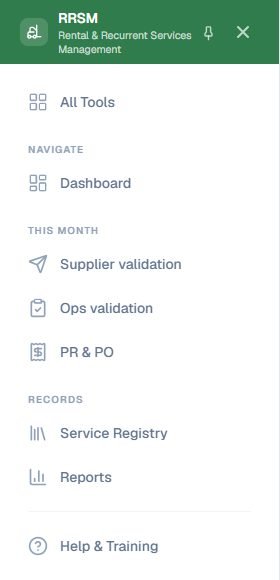 RRSM
Rental & Recurrent Services
Management
All Tools
NAVIGATE
Dashboard
THIS MONTH
Supplier validation
Ops validation
PR & PO
RECORDS
Service Registry
Reports
Help & Training